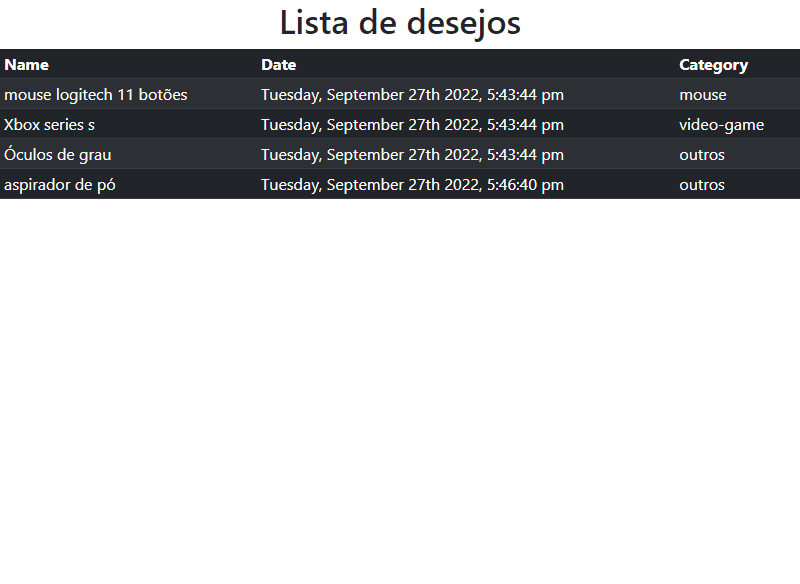 Lista de desejos
Name Date Category
mouse logitech 11 botões Tuesday, September 27th 2022, 5:43:44 pm mouse
Xbox series s Tuesday, September 27th 2022, 5:43:44 pm video-game
Óculos de grau Tuesday, September 27th 2022, 5:43:44 pm outros
aspirador de pó Tuesday, September 27th 2022, 5:46:40 pm outros